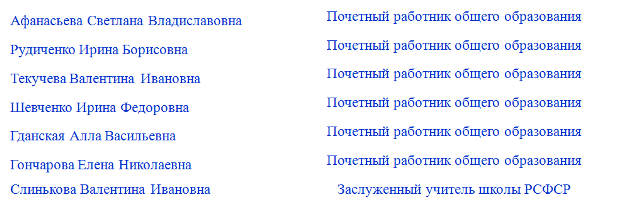 Афанасьева Светлана Владиславовна Почетный работник общего образования
Рудиченко Ирина Борисовна Почетный работник общего образования
Текучева Валентина Ивановна Почетный работник общего образования
Шевченко Ирина Федоровна Почетный работник общего образования
Гданская Алла Васильевна Почетный работник общего образования
Гончарова Елена Николаевна Почетный работник общего образования
Слинькова Валентина Ивановна Заслуженный учитель школы РСФСР